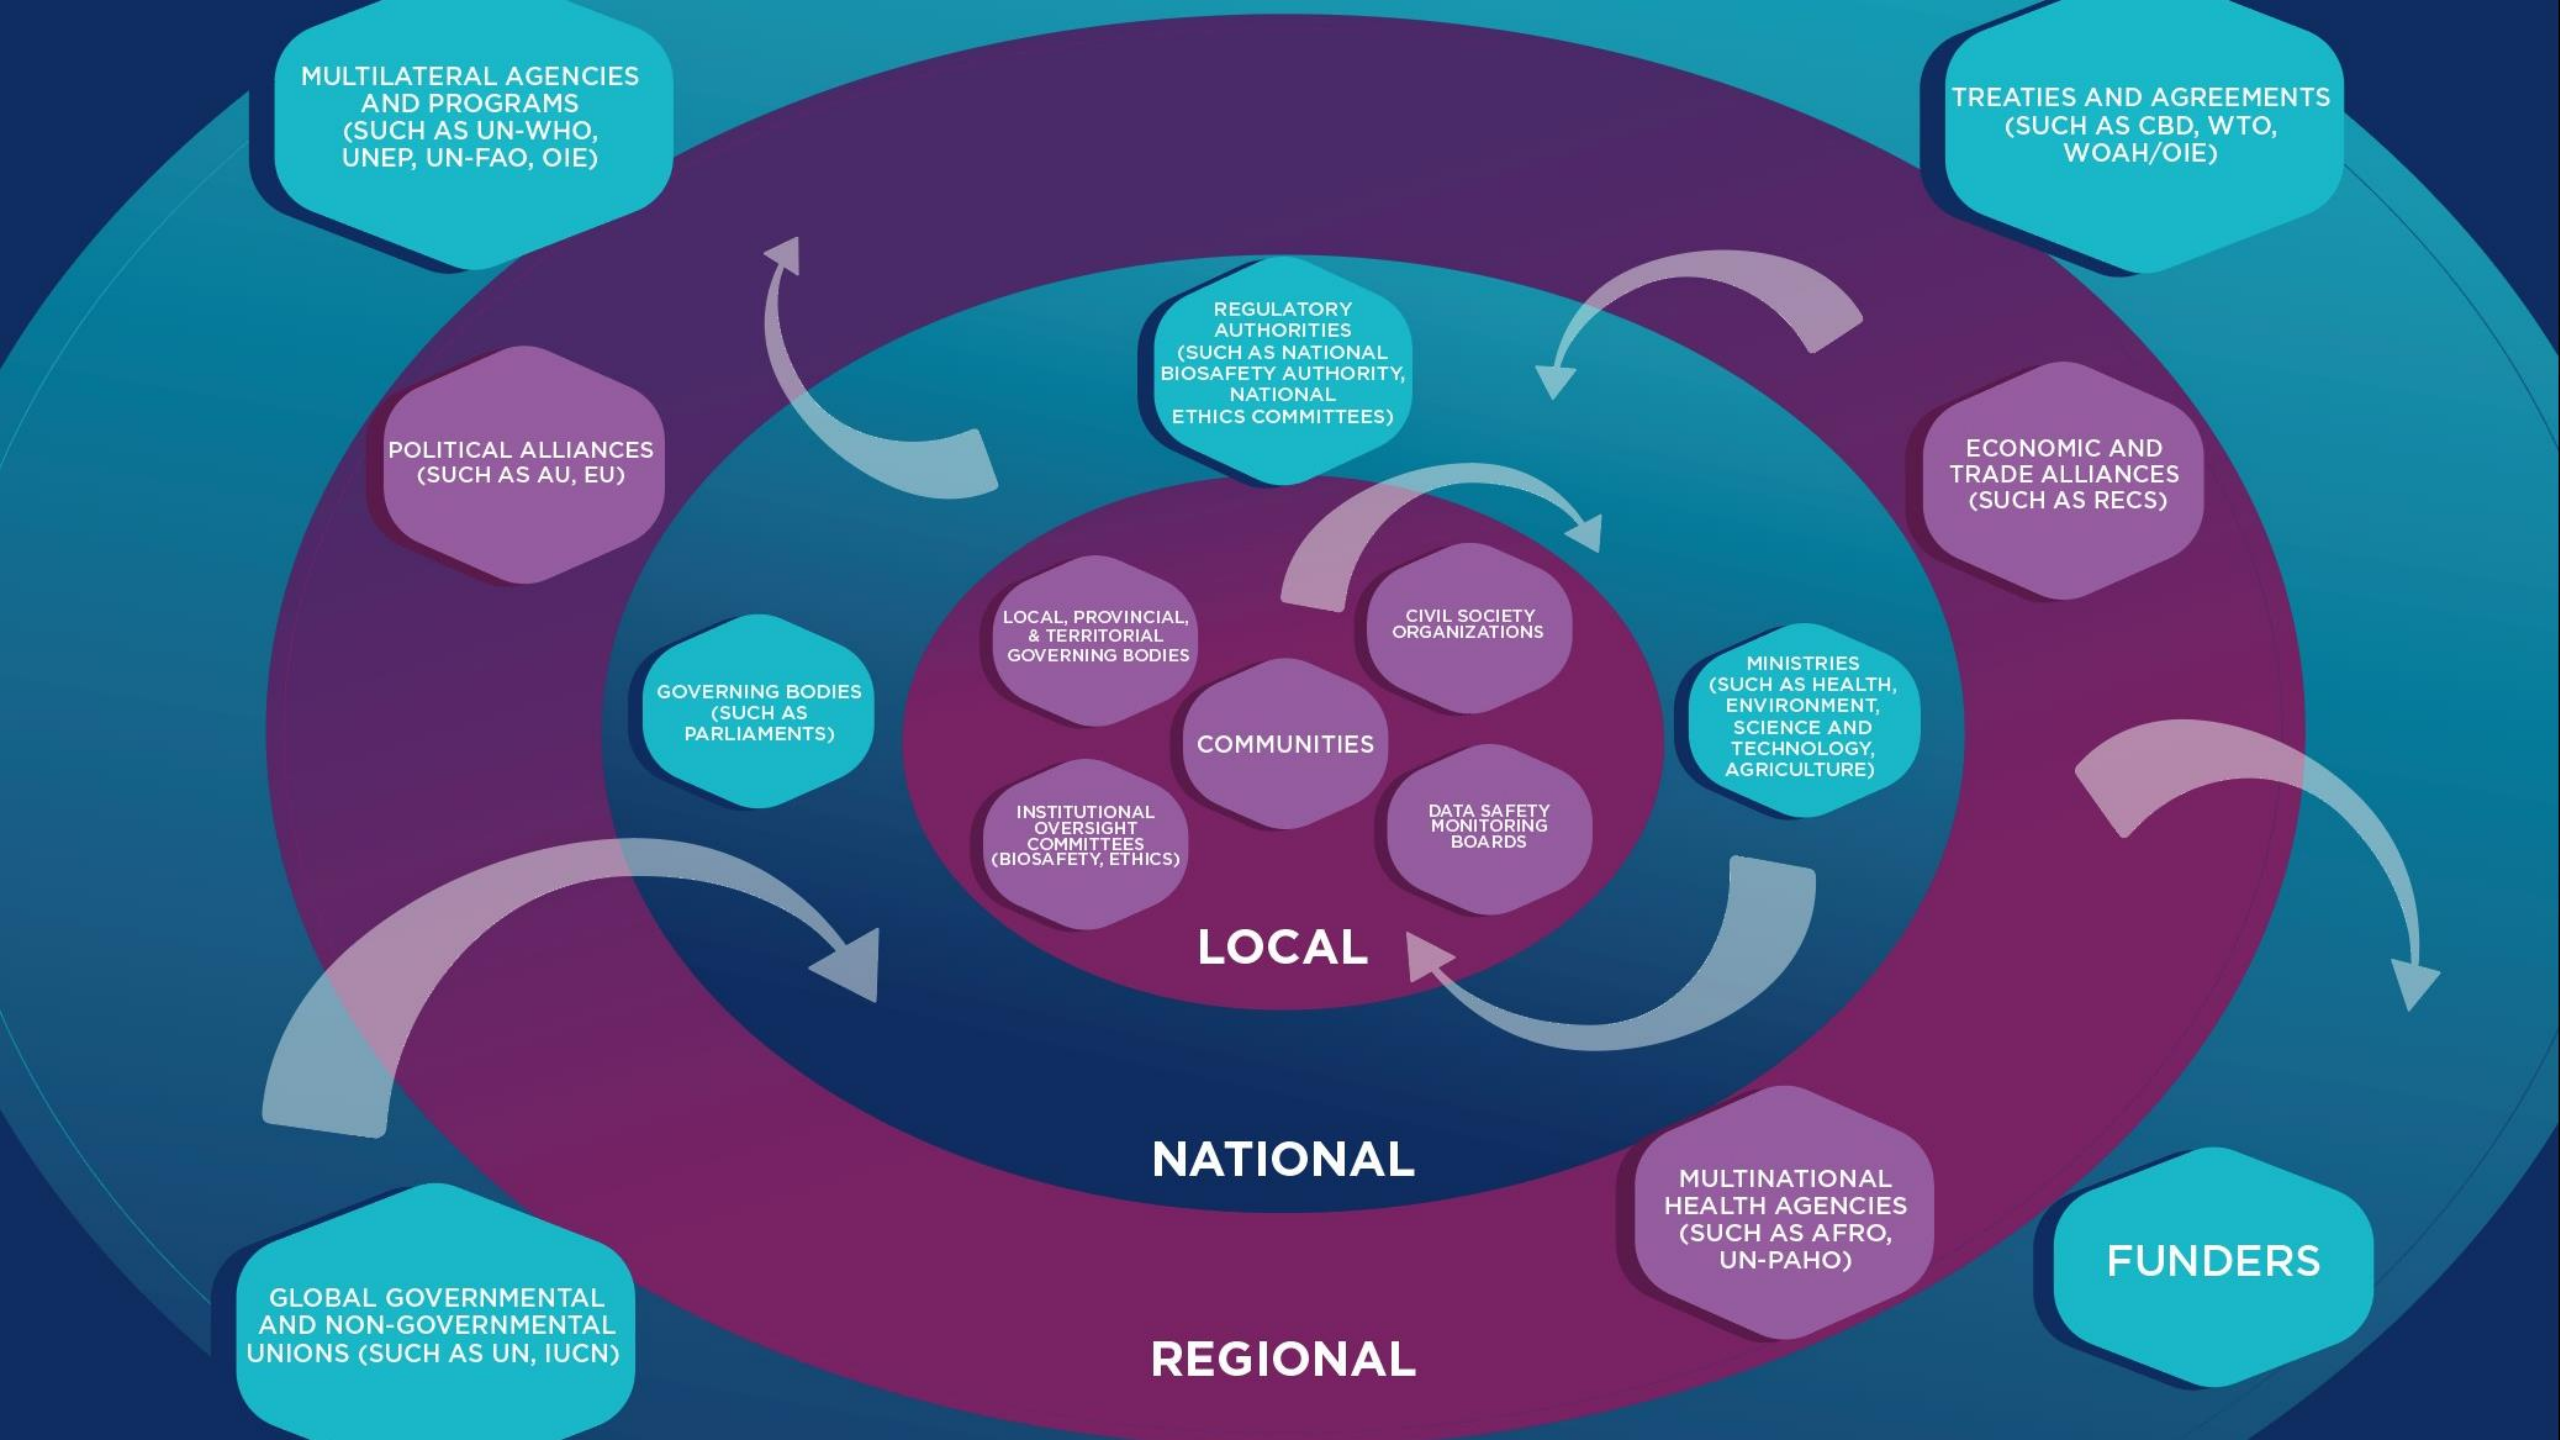 MULTILATERAL AGENCIES
AND PROGRAMS
(SUCH AS UN-WHO,
UNEP, UN-FAO, OIE)
TREATIES AND AGREEMENTS
(SUCH AS CBD, WTO,
WOAH/OIE)
REGULATORY
AUTHORITIES
(SUCH AS NATIONAL
BIOSAFETY AUTHORITY,
NATIONAL
ETHICS COMMITTEES)
POLITICAL ALLIANCES
(SUCH AS AU, EU)
ECONOMIC AND
TRADE ALLIANCES
(SUCH AS RECS)
LOCAL, PROVINCIAL,
& TERRITORIAL
GOVERNING BODIES
CIVIL SOCIETY
ORGANIZATIONS
GOVERNING BODIES
(SUCH AS
PARLIAMENTS)
COMMUNITIES
MINISTRIES
(SUCH AS HEALTH,
ENVIRONMENT,
SCIENCE AND
TECHNOLOGY,
AGRICULTURE)
INSTITUTIONAL
OVERSIGHT
COMMITTEES
(BIOSAFETY, ETHICS)
DATA SAFETY
MONITORING
BOARDS
LOCAL
NATIONAL
MULTINATIONAL
HEALTH AGENCIES
(SUCH AS AFRO,
UN-PAHO)
FUNDERS
GLOBAL GOVERNMENTAL
AND NON-GOVERNMENTAL
UNIONS (SUCH AS UN, IUCN)
REGIONAL